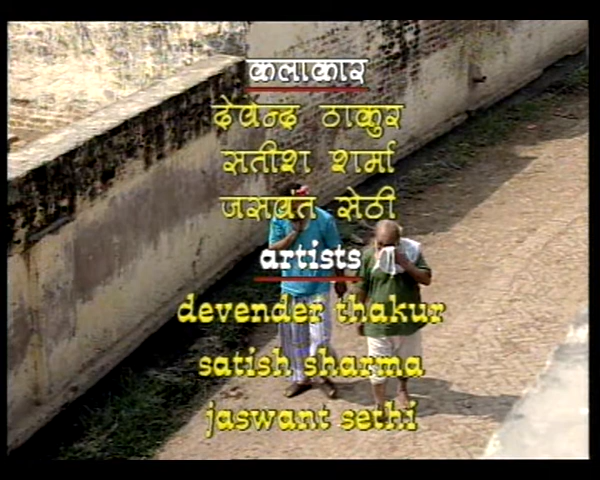 कलाकार
देवेन्द्र ठाकुर
सतीश शर्मा
जसवंत सेठी
artists
devender thakur
satish sharma
jaswant sethi